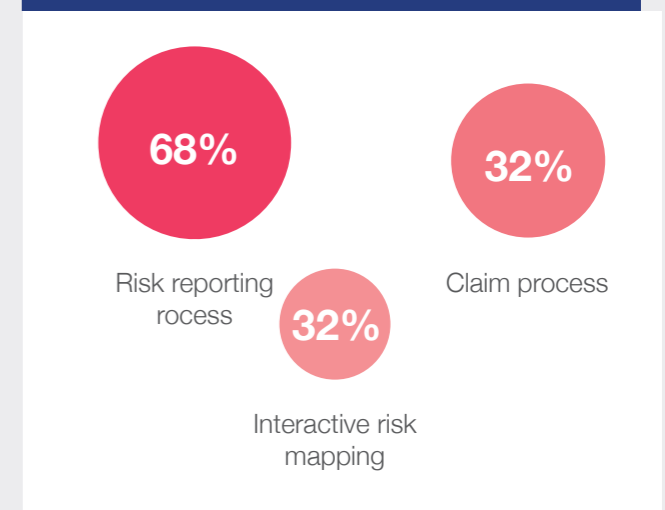 68%
Risk reporting
rocess
32%
Claim process
32%
Interactive risk
mapping